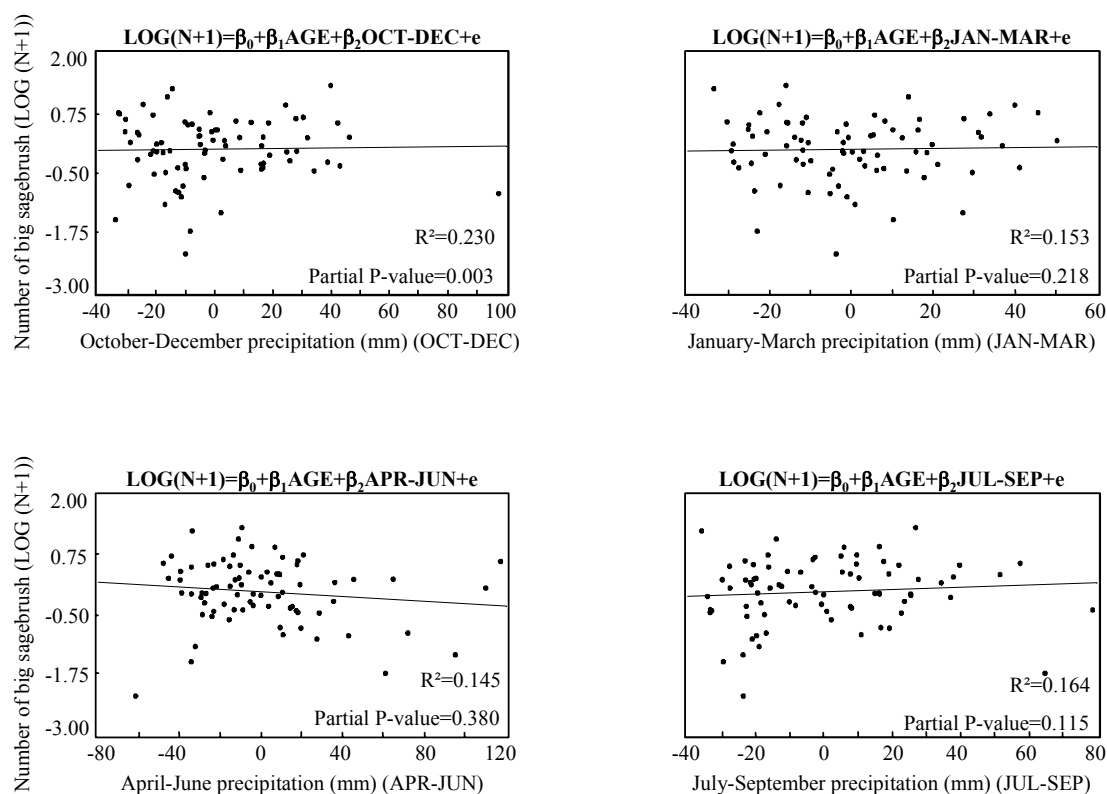 LOG(N+1)=β₀+β₁AGE+β₂OCT-DEC+e
Number of big sagebrush (LOG (N+1))
2.00
0.75
-0.50
-1.75
-3.00
R²=0.230
Partial P-value=0.003
-40 -20 0 20 40 60 80 100
October-December precipitation (mm) (OCT-DEC)
LOG(N+1)=β₀+β₁AGE+β₂JAN-MAR+e
R²=0.153
Partial P-value=0.218
-40 -20 0 20 40 60
January-March precipitation (mm) (JAN-MAR)
LOG(N+1)=β₀+β₁AGE+β₂APR-JUN+e
Number of big sagebrush (LOG (N+1))
2.00
0.75
-0.50
-1.75
-3.00
R²=0.145
Partial P-value=0.380
-80 -40 0 40 80 120
April-June precipitation (mm) (APR-JUN)
LOG(N+1)=β₀+β₁AGE+β₂JUL-SEP+e
R²=0.164
Partial P-value=0.115
-40 -20 0 20 40 60 80
July-September precipitation (mm) (JUL-SEP)